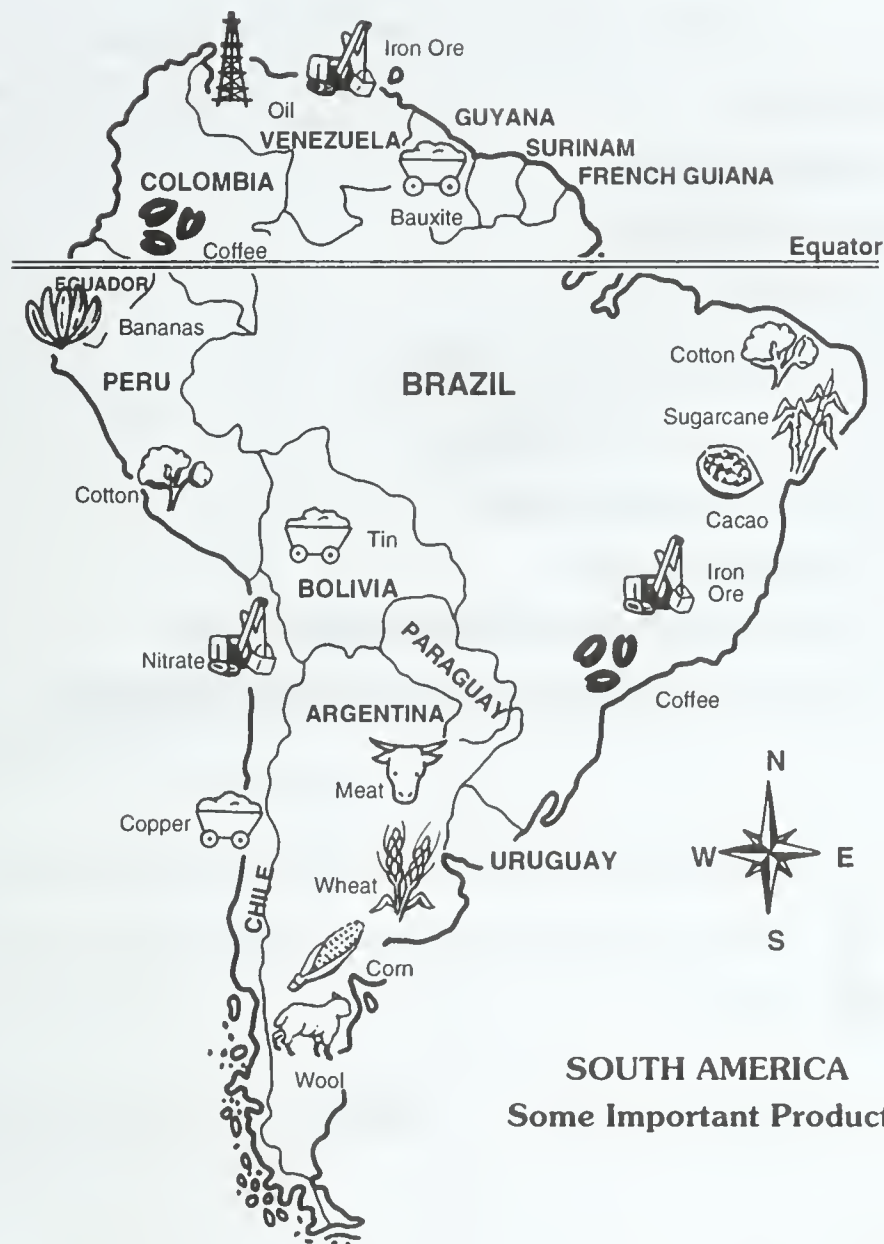 Iron Ore
Oil
GUYANA
VENEZUELA
SURINAM
FRENCH GUIANA
COLOMBIA
Bauxite
Coffee
Equator
ECUADOR
Bananas
Cotton
PERU
BRAZIL
Sugarcane
Cotton
Cacao
Tin
Iron
Ore
BOLIVIA
PARAGUAY
Nitrate
Coffee
ARGENTINA
N
Meat
Copper
W
E
URUGUAY
Wheat
CHILE
S
Corn
Wool
SOUTH AMERICA
Some Important Product